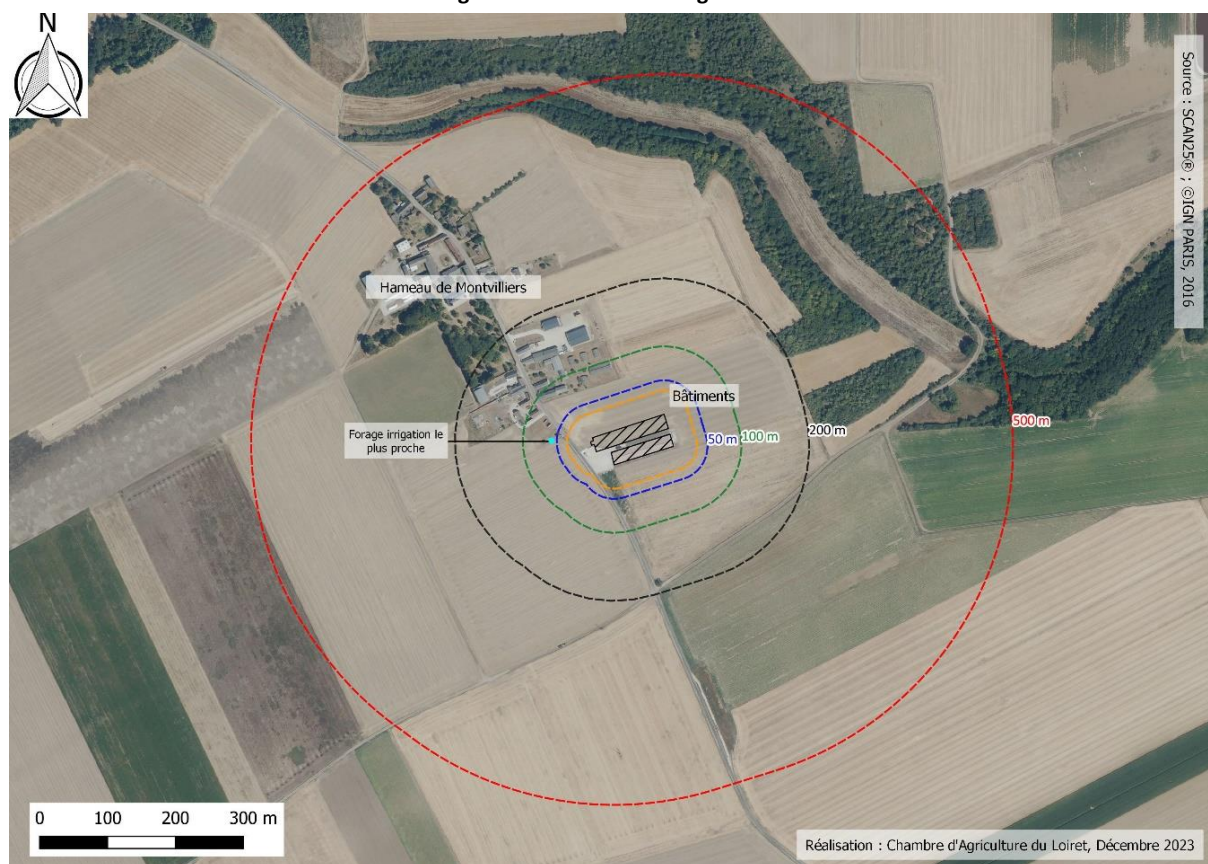 N
Source : SCAN25® ; ©IGN PARIS, 2016
Hameau de Montvilliers
Bâtiments
Forage irrigation le
plus proche
50 m
100 m
200 m
500 m
0 100 200 300 m
Réalisation : Chambre d'Agriculture du Loiret, Décembre 2023